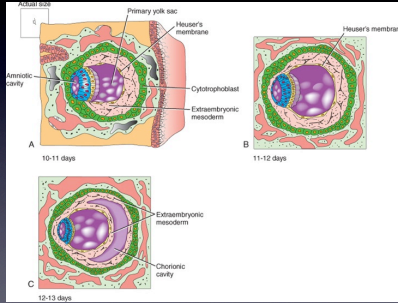 Actual size
Primary yolk sac
Heuser's
membrane
Amniotic
cavity
Cytotrophoblast
Extraembryonic
mesoderm
A
10-11 days
Heuser's membrane
B
11-12 days
Extraembryonic
mesoderm
Chorionic
cavity
C
12-13 days